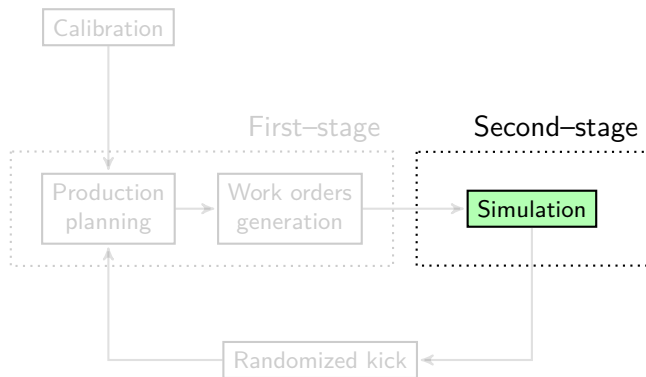 Calibration
First–stage
Second–stage
Production
planning
Work orders
generation
Simulation
Randomized kick